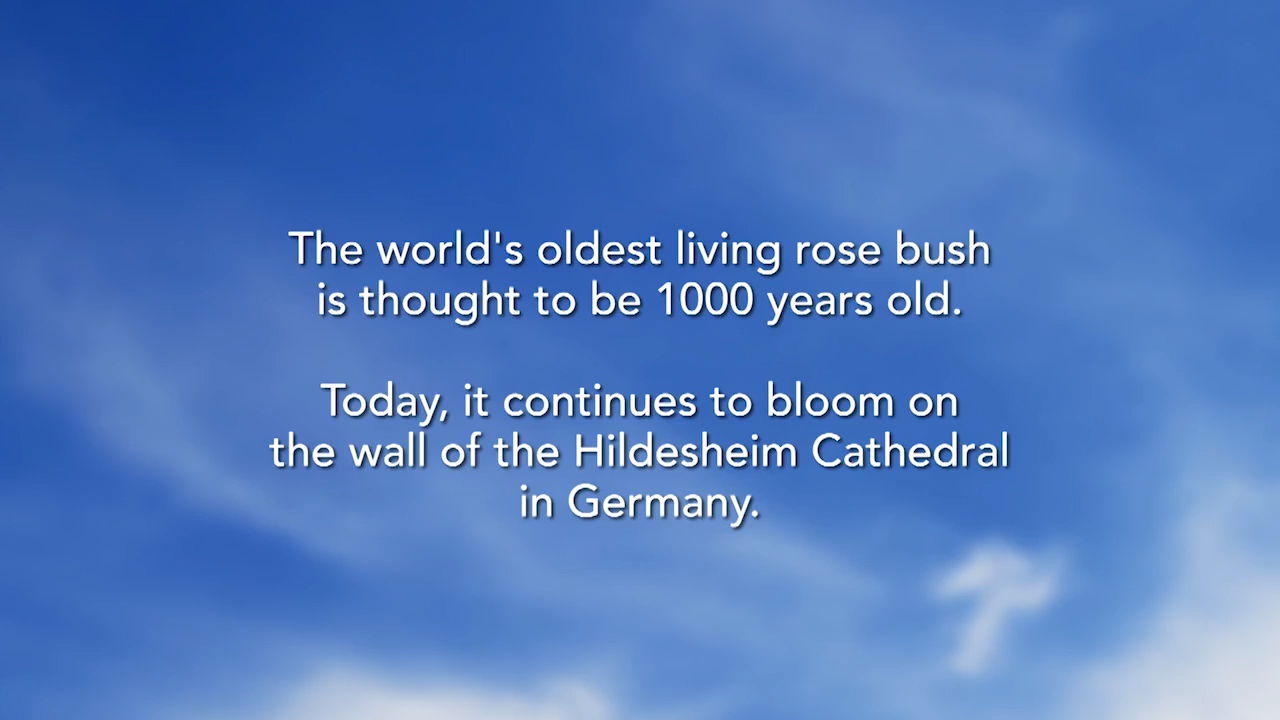 The world's oldest living rose bush
is thought to be 1000 years old.
Today, it continues to bloom on
the wall of the Hildesheim Cathedral
in Germany.